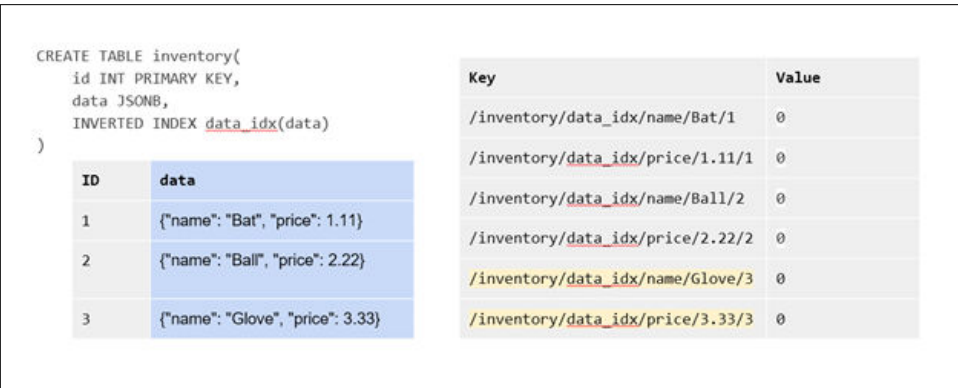 CREATE TABLE inventory(
id INT PRIMARY KEY,
data JSONB,
INVERTED INDEX data_idx(data)
)
ID data
1 {"name": "Bat", "price": 1.11}
2 {"name": "Ball", "price": 2.22}
3 {"name": "Glove", "price": 3.33}
Key Value
/inventory/data_idx/name/Bat/1 0
/inventory/data_idx/price/1.11/1 0
/inventory/data_idx/name/Ball/2 0
/inventory/data_idx/price/2.22/2 0
/inventory/data_idx/name/Glove/3 0
/inventory/data_idx/price/3.33/3 0